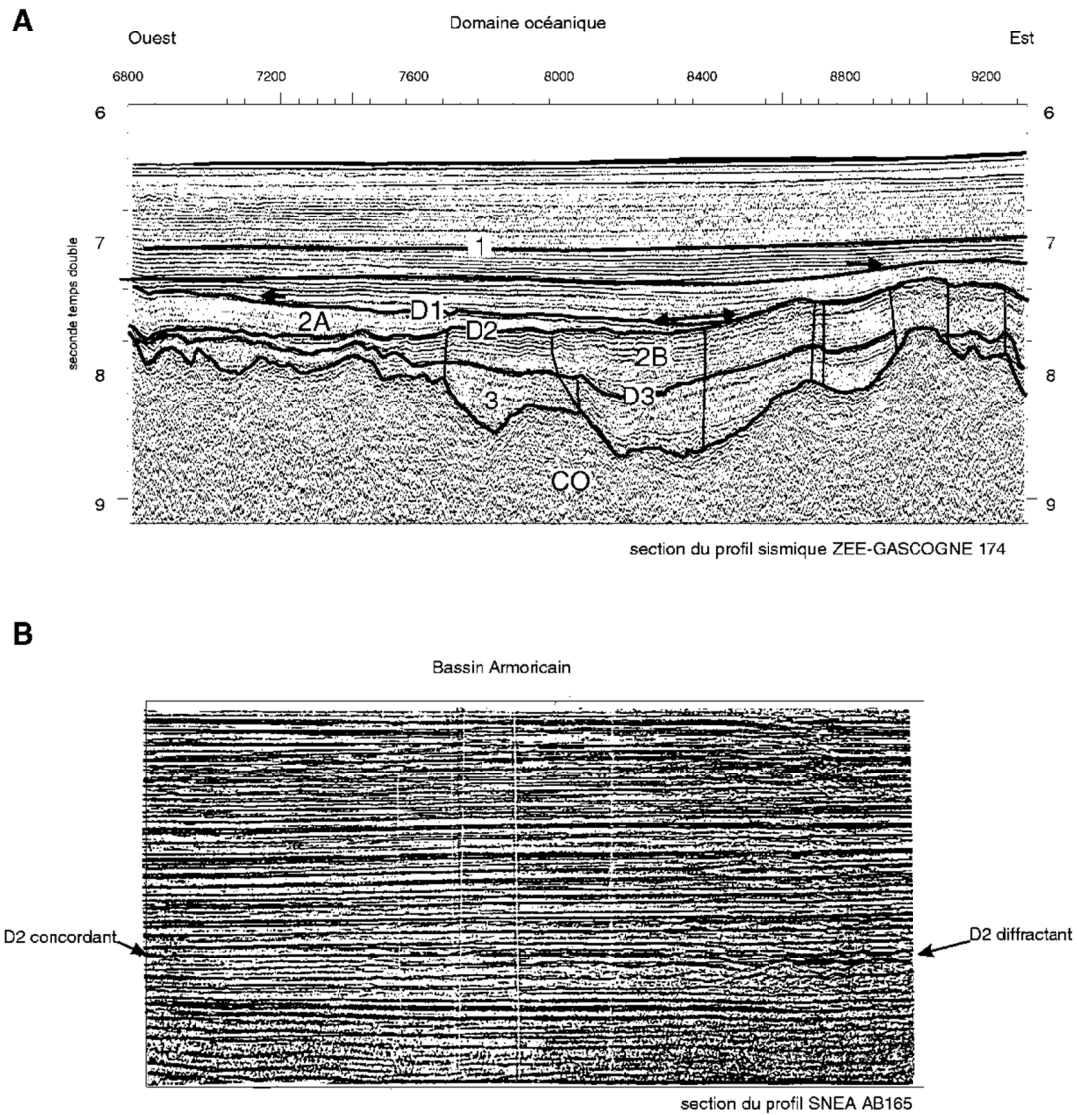 A
Domaine océanique
Ouest
Est
6800 7200 7600 8000 8400 8800 9200
6 6
seconde temps double
7 1 7
D1
2A D2
2B
8 8
D3
3
CO
9 9
section du profil sismique ZEE-GASCOGNE 174
B
Bassin Armoricain
D2 concordant
D2 diffractant
section du profil SNEA AB165